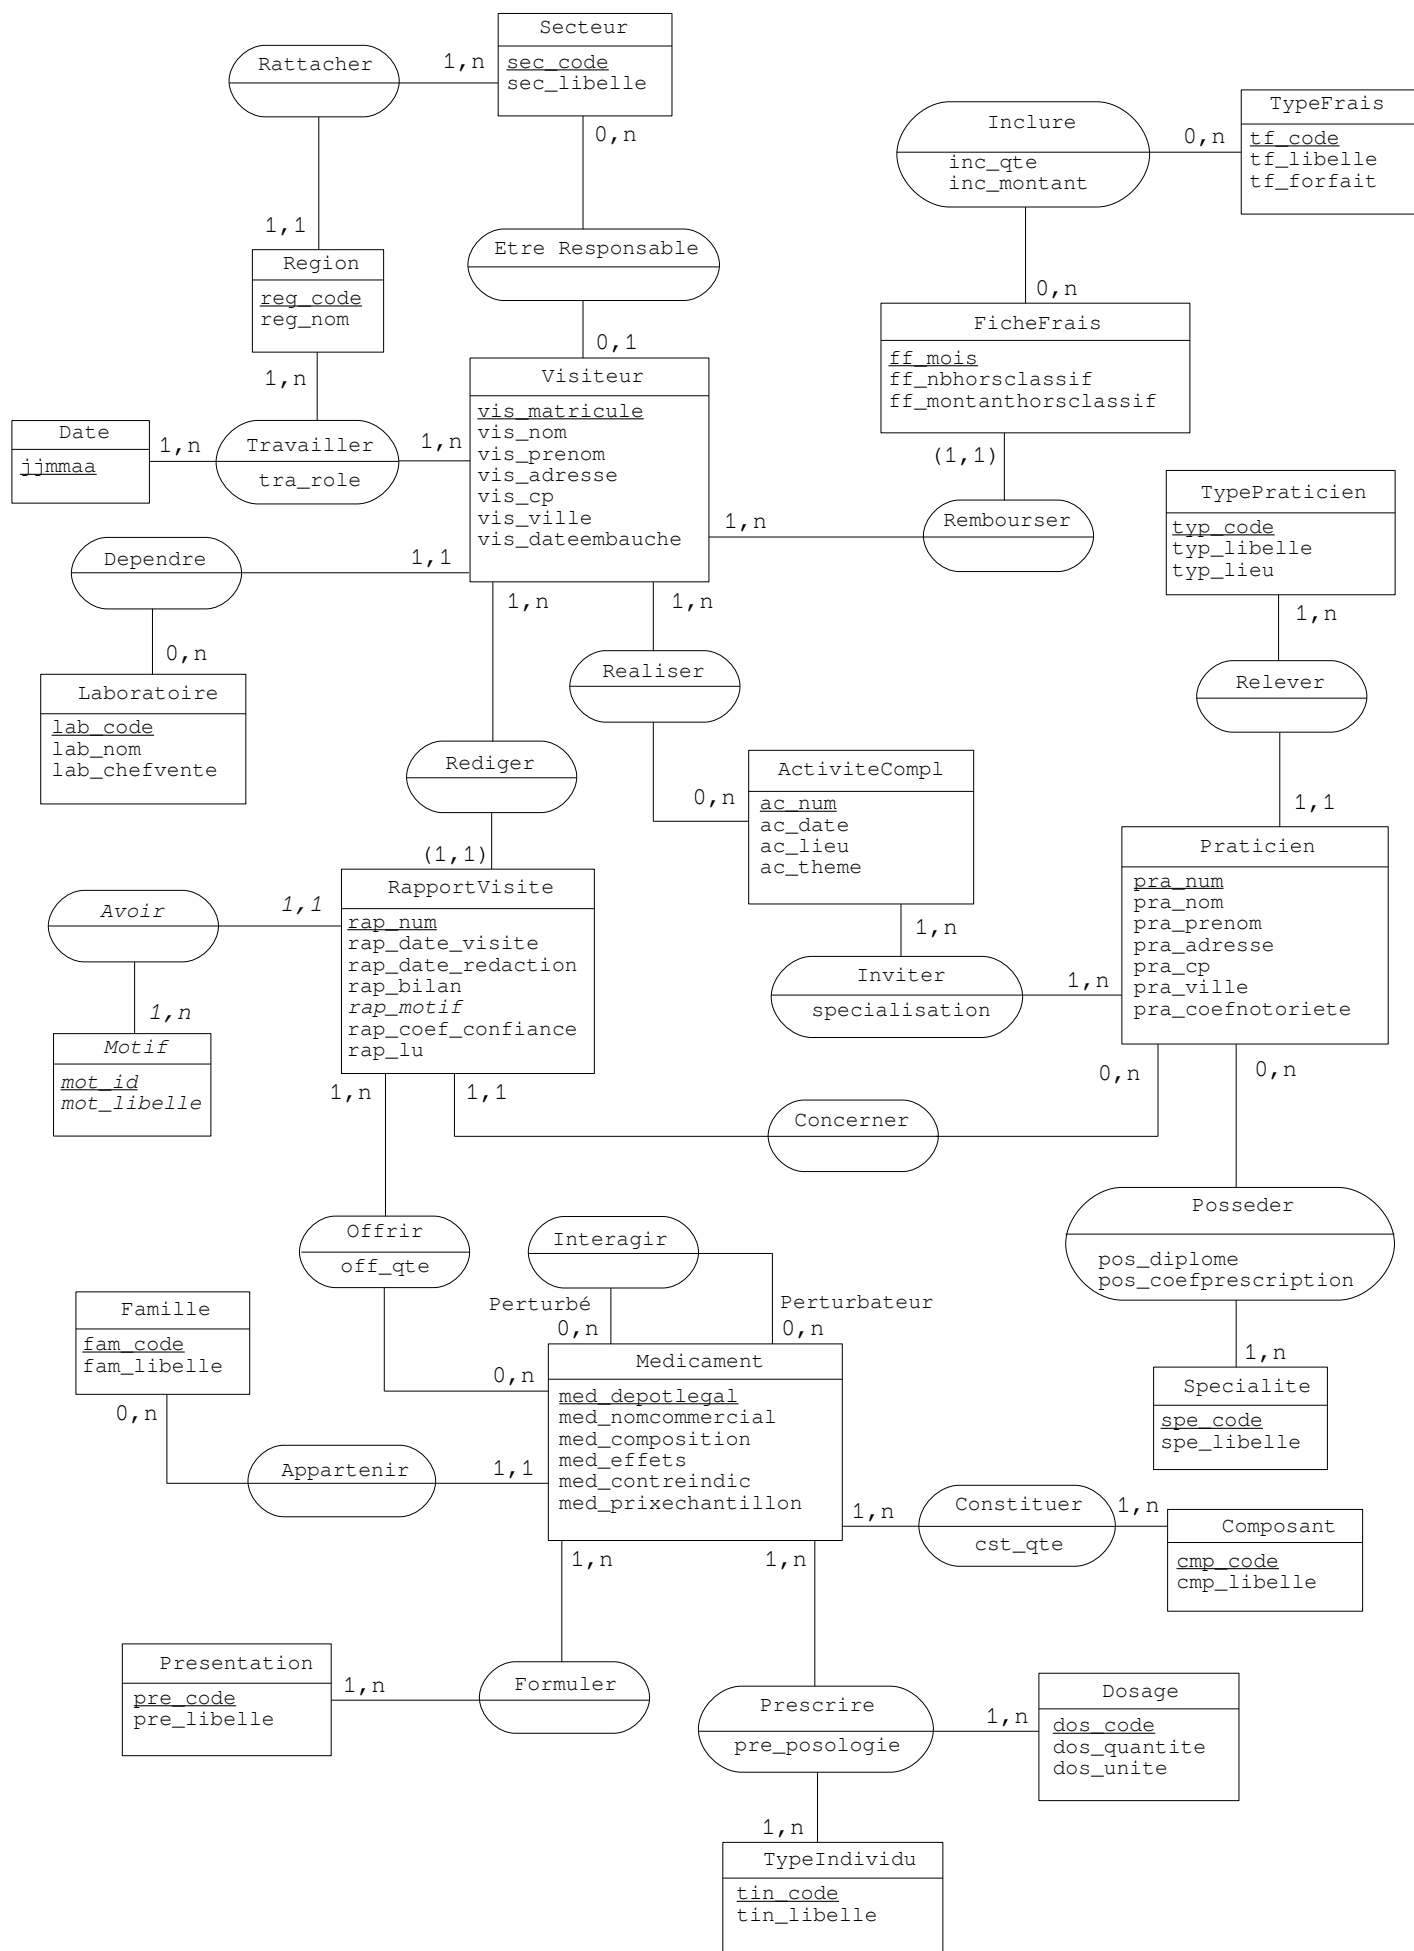 Secteur
sec_code
sec_libelle
Rattacher
1,n
0,n
Inclure
inc_qte
inc_montant
0,n
TypeFrais
tf_code
tf_libelle
tf_forfait
1,1
Region
reg_code
reg_nom
Etre Responsable
0,n
FicheFrais
ff_mois
ff_nbhorsclassif
ff_montanthorsclassif
0,1
1,n
Visiteur
vis_matricule
vis_nom
vis_prenom
vis_adresse
vis_cp
vis_ville
vis_dateembauche
Date
jjmmaa
1,n
Travailler
tra_role
1,n
(1,1)
1,n
Rembourser
TypePraticien
typ_code
typ_libelle
typ_lieu
Dependre
1,1
1,n
1,n
1,n
0,n
Laboratoire
lab_code
lab_nom
lab_chefvente
Realiser
Relever
Rediger
0,n
ActiviteCompl
ac_num
ac_date
ac_lieu
ac_theme
1,1
(1,1)
Praticien
pra_num
pra_nom
pra_prenom
pra_adresse
pra_cp
pra_ville
pra_coefnotoriete
Avoir
1,1
RapportVisite
rap_num
rap_date_visite
rap_date_redaction
rap_bilan
rap_motif
rap_coef_confiance
rap_lu
1,n
Inviter
specialisation
1,n
1,n
Motif
mot_id
mot_libelle
1,n
1,1
0,n
0,n
Concerner
Posseder
pos_diplome
pos_coefprescription
Offrir
off_qte
Interagir
Perturbé
0,n
Perturbateur
0,n
Famille
fam_code
fam_libelle
0,n
0,n
Medicament
med_depotlegal
med_nomcommercial
med_composition
med_effets
med_contreindic
med_prixechantillon
1,n
Specialite
spe_code
spe_libelle
Appartenir
1,1
1,n
Constituer
cst_qte
1,n
Composant
cmp_code
cmp_libelle
1,n
1,n
Presentation
pre_code
pre_libelle
1,n
Formuler
Prescrire
pre_posologie
1,n
Dosage
dos_code
dos_quantite
dos_unite
1,n
TypeIndividu
tin_code
tin_libelle